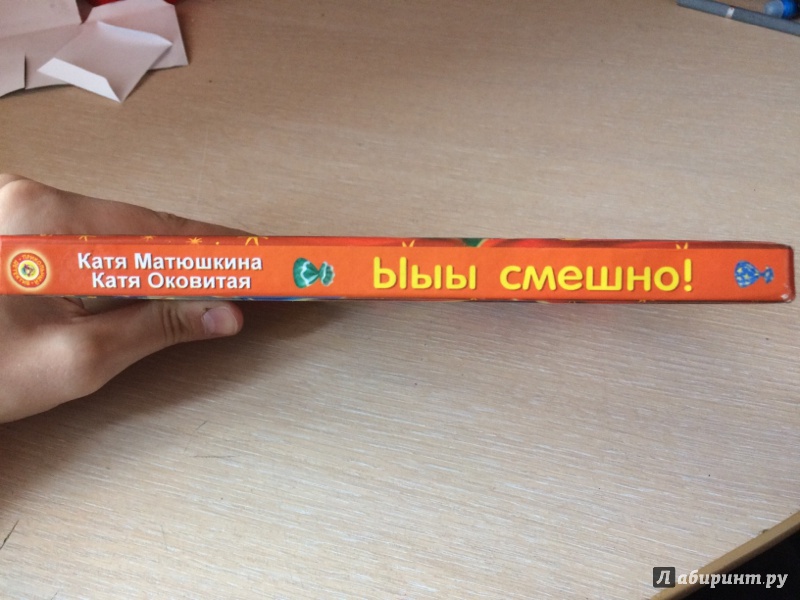 Катя Матюшкина
Катя Оковитая
Ыыы смешно!
Лабиринт.ру